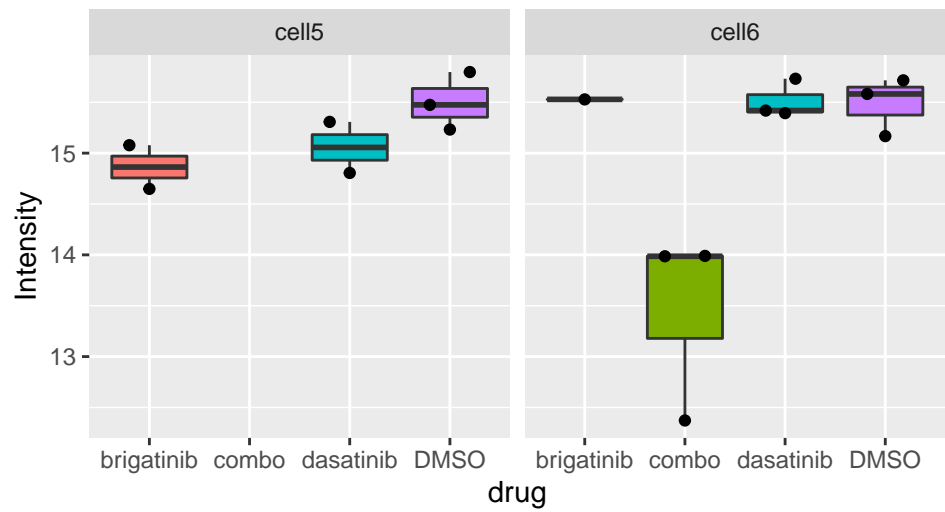 cell5 cell6
Intensity
15
14
13
brigatinib combo dasatinib DMSO brigatinib combo dasatinib DMSO
drug